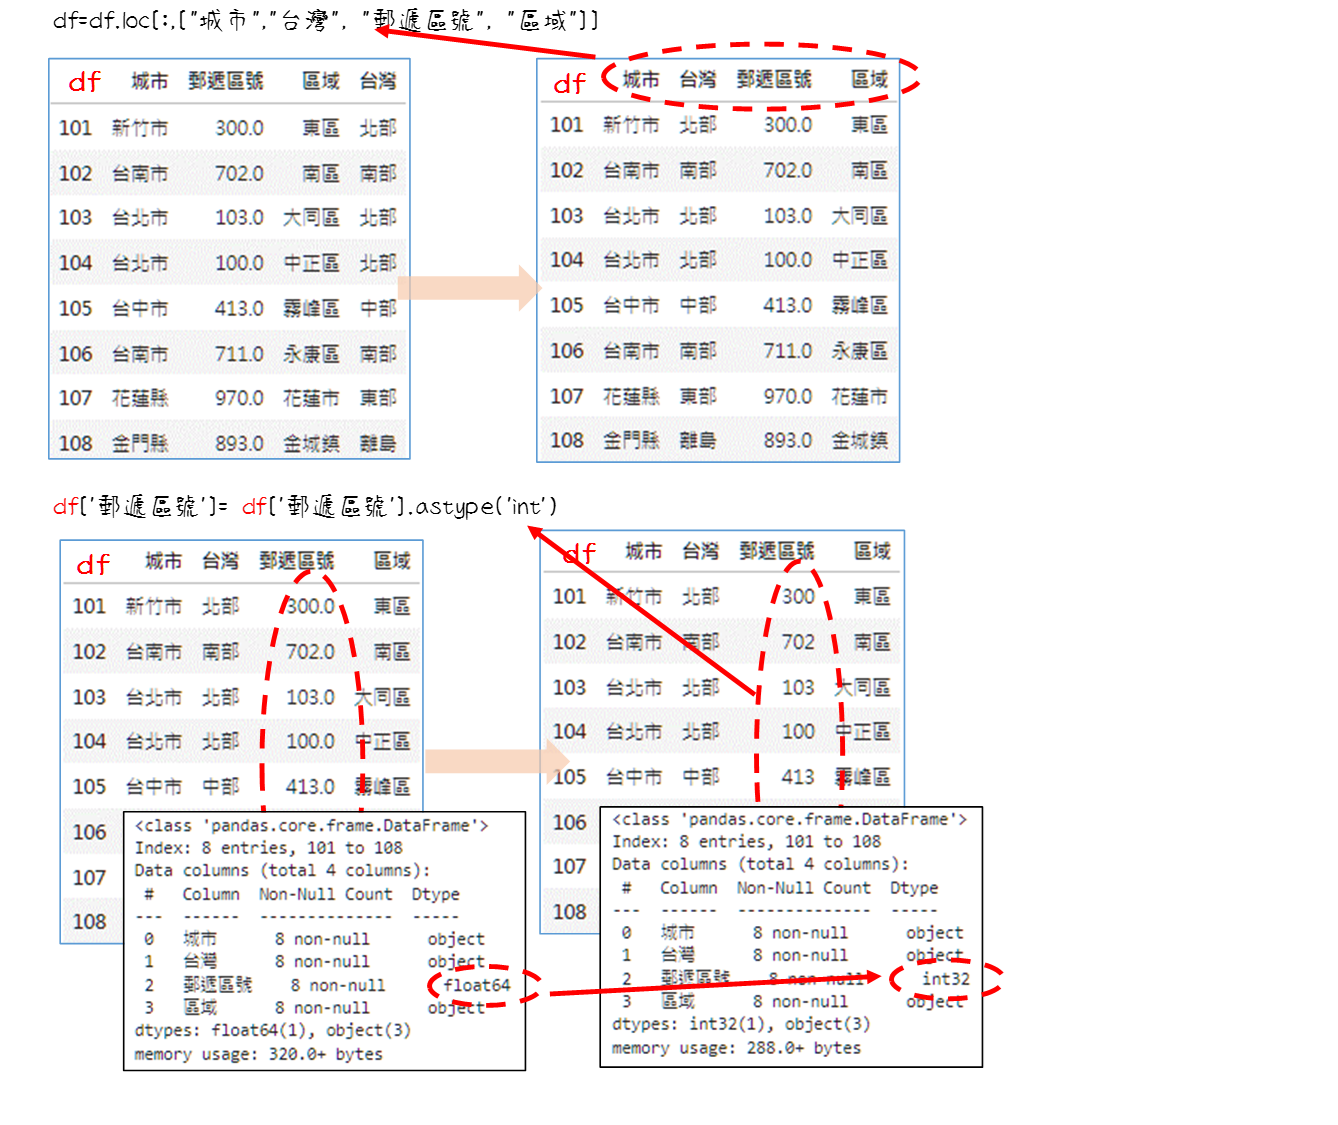 df=df.loc[:,["城市","台灣", "郵遞區號", "區域"]]
df 城市 郵遞區號 區域 台灣
101 新竹市 300.0 東區 北部
102 台南市 702.0 南區 南部
103 台北市 103.0 大同區 北部
104 台北市 100.0 中正區 北部
105 台中市 413.0 霧峰區 中部
106 台南市 711.0 永康區 南部
107 花蓮縣 970.0 花蓮市 東部
108 金門縣 893.0 金城鎮 離島
df 城市 台灣 郵遞區號 區域
101 新竹市 北部 300.0 東區
102 台南市 南部 702.0 南區
103 台北市 北部 103.0 大同區
104 台北市 北部 100.0 中正區
105 台中市 中部 413.0 霧峰區
106 台南市 南部 711.0 永康區
107 花蓮縣 東部 970.0 花蓮市
108 金門縣 離島 893.0 金城鎮
df['郵遞區號']= df['郵遞區號'].astype('int')
df 城市 台灣 郵遞區號 區域
101 新竹市 北部 300.0 東區
102 台南市 南部 702.0 南區
103 台北市 北部 103.0 大同區
104 台北市 北部 100.0 中正區
105 台中市 中部 413.0 霧峰區
106
107
108
<class 'pandas.core.frame.DataFrame'>
Index: 8 entries, 101 to 108
Data columns (total 4 columns):
# Column Non-Null Count Dtype
--- ------ -------------- -----
0 城市 8 non-null object
1 台灣 8 non-null object
2 郵遞區號 8 non-null float64
3 區域 8 non-null object
dtypes: float64(1), object(3)
memory usage: 320.0+ bytes
df 城市 台灣 郵遞區號 區域
101 新竹市 北部 300 東區
102 台南市 南部 702 南區
103 台北市 北部 103 大同區
104 台北市 北部 100 中正區
105 台中市 中部 413 霧峰區
106
107
108
<class 'pandas.core.frame.DataFrame'>
Index: 8 entries, 101 to 108
Data columns (total 4 columns):
# Column Non-Null Count Dtype
--- ------ -------------- -----
0 城市 8 non-null object
1 台灣 8 non-null object
2 郵遞區號 8 non-null int32
3 區域 8 non-null object
dtypes: int32(1), object(3)
memory usage: 288.0+ bytes